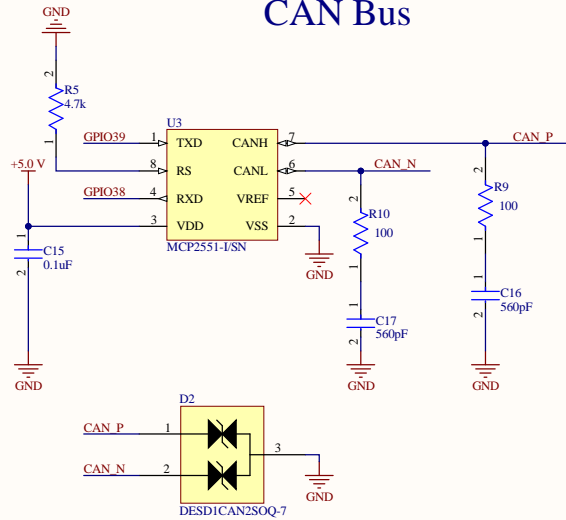 CAN Bus
GND
2
R5
4.7k
1
U3
GPIO39 1 TXD CANH 7 CAN_P
+5.0 V
8 RS CANL 6 CAN_N
GPIO38 4 RXD VREF 5
3 VDD VSS 2
MCP2551-I/SN
1
C15
0.1uF
2
GND
GND
2
R10
100
1
1
C17
560pF
2
GND
2
R9
100
1
1
C16
560pF
2
GND
D2
CAN_P 1
3
CAN_N 2
GND
DESD1CAN2SOQ-7